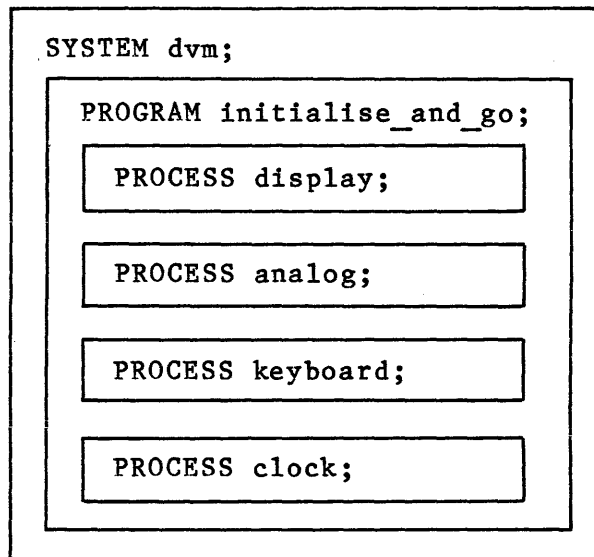 SYSTEM dvm;
PROGRAM initialise_and_go;
PROCESS display;
PROCESS analog;
PROCESS keyboard;
PROCESS clock;